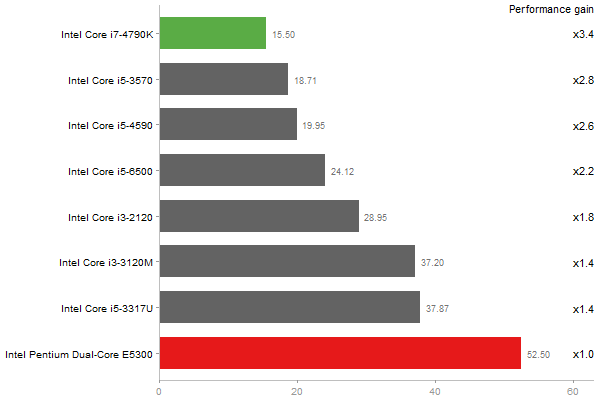 Performance gain
Intel Core i7-4790K 15.50 x3.4
Intel Core i5-3570 18.71 x2.8
Intel Core i5-4590 19.95 x2.6
Intel Core i5-6500 24.12 x2.2
Intel Core i3-2120 28.95 x1.8
Intel Core i3-3120M 37.20 x1.4
Intel Core i5-3317U 37.87 x1.4
Intel Pentium Dual-Core E5300 52.50 x1.0
0 20 40 60